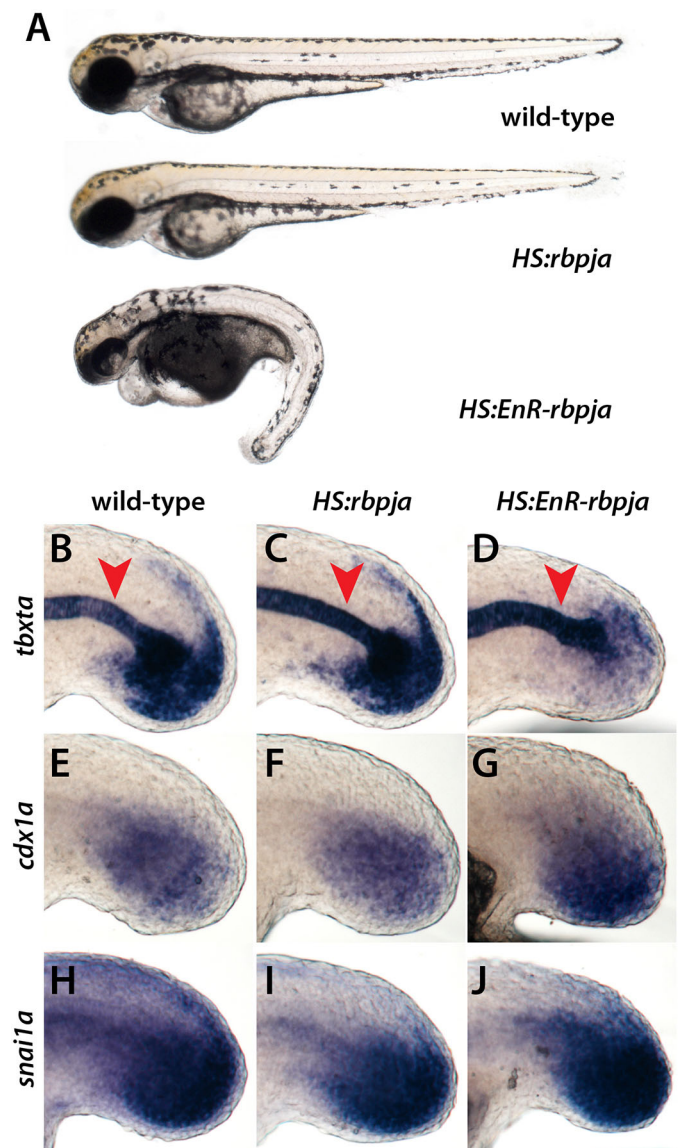 A
wild-type
HS:rbpja
HS:EnR-rbpja
wild-type HS:rbpja HS:EnR-rbpja
tbxta
B C D
cdx1a
E F G
snai1a
H I J